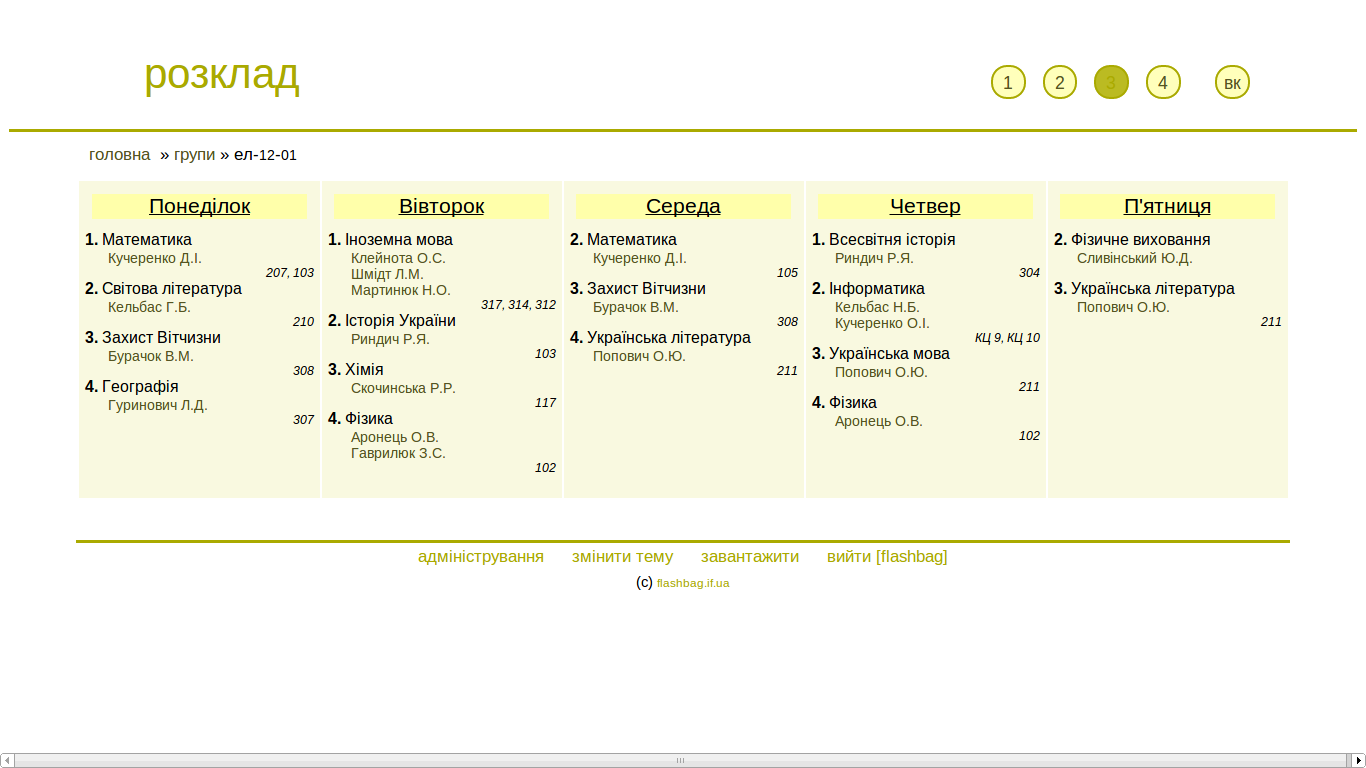 розклад
1 2 3 4 вк
головна » групи » ел-12-01
Понеділок
1. Математика
Кучеренко Д.І.
207, 103
2. Світова література
Кельбас Г.Б.
210
3. Захист Вітчизни
Бурачок В.М.
308
4. Географія
Гуринович Л.Д.
307
Вівторок
1. Іноземна мова
Клейнота О.С.
Шмідт Л.М.
Мартинюк Н.О.
317, 314, 312
2. Історія України
Риндич Р.Я.
103
3. Хімія
Скочинська Р.Р.
117
4. Фізика
Аронець О.В.
Гаврилюк З.С.
102
Середа
2. Математика
Кучеренко Д.І.
105
3. Захист Вітчизни
Бурачок В.М.
308
4. Українська література
Попович О.Ю.
211
Четвер
1. Всесвітня історія
Риндич Р.Я.
304
2. Інформатика
Кельбас Н.Б.
Кучеренко О.І.
КЦ 9, КЦ 10
3. Українська мова
Попович О.Ю.
211
4. Фізика
Аронець О.В.
102
П'ятниця
2. Фізичне виховання
Сливінський Ю.Д.
3. Українська література
Попович О.Ю.
211
адміністрування змінити тему завантажити вийти [flashbag]
(c) flashbag.if.ua